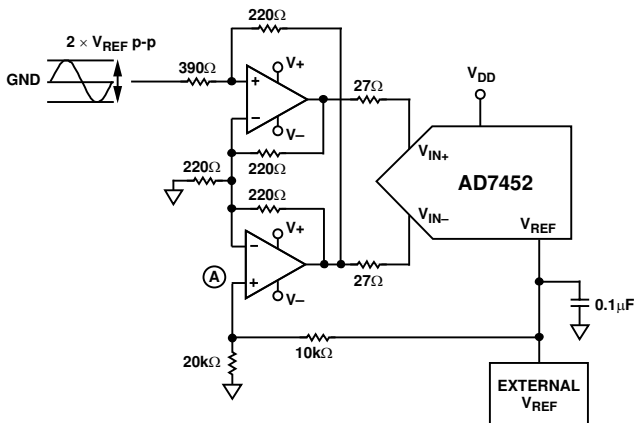 220Ω
2 × VREF p-p
GND
390Ω
V+
27Ω
VDD
+
–
V–
VIN+
220Ω
220Ω
AD7452
220Ω
V+
VIN–
VREF
–
A
+
V–
27Ω
0.1μF
20kΩ
10kΩ
EXTERNAL
VREF